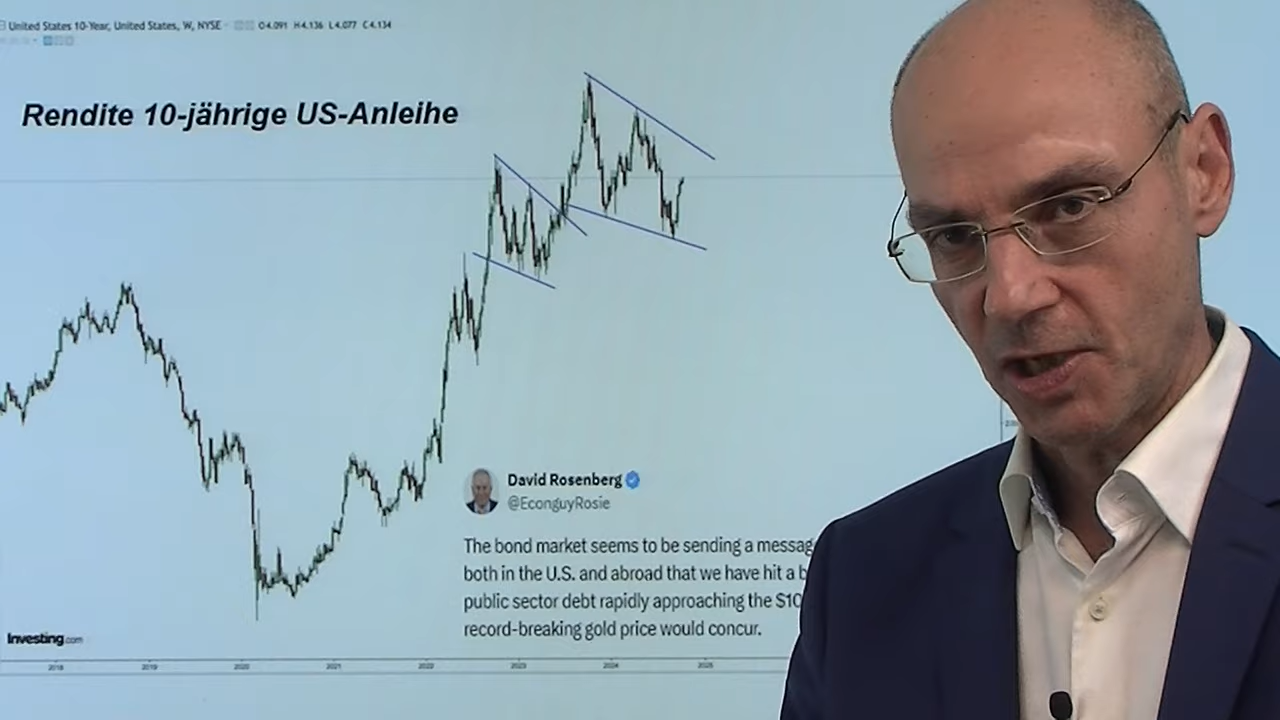 United States 10-Year, United States, W, NYSE O4.091 H4.136 L4.077 C4.134
Rendite 10-jährige US-Anleihe
David Rosenberg
@EconguyRosie
The bond market seems to be sending a messag
both in the U.S. and abroad that we have hit a b
public sector debt rapidly approaching the $10
record-breaking gold price would concur.
Investing.com
2018 2019 2020 2021 2022 2023 2024 2025